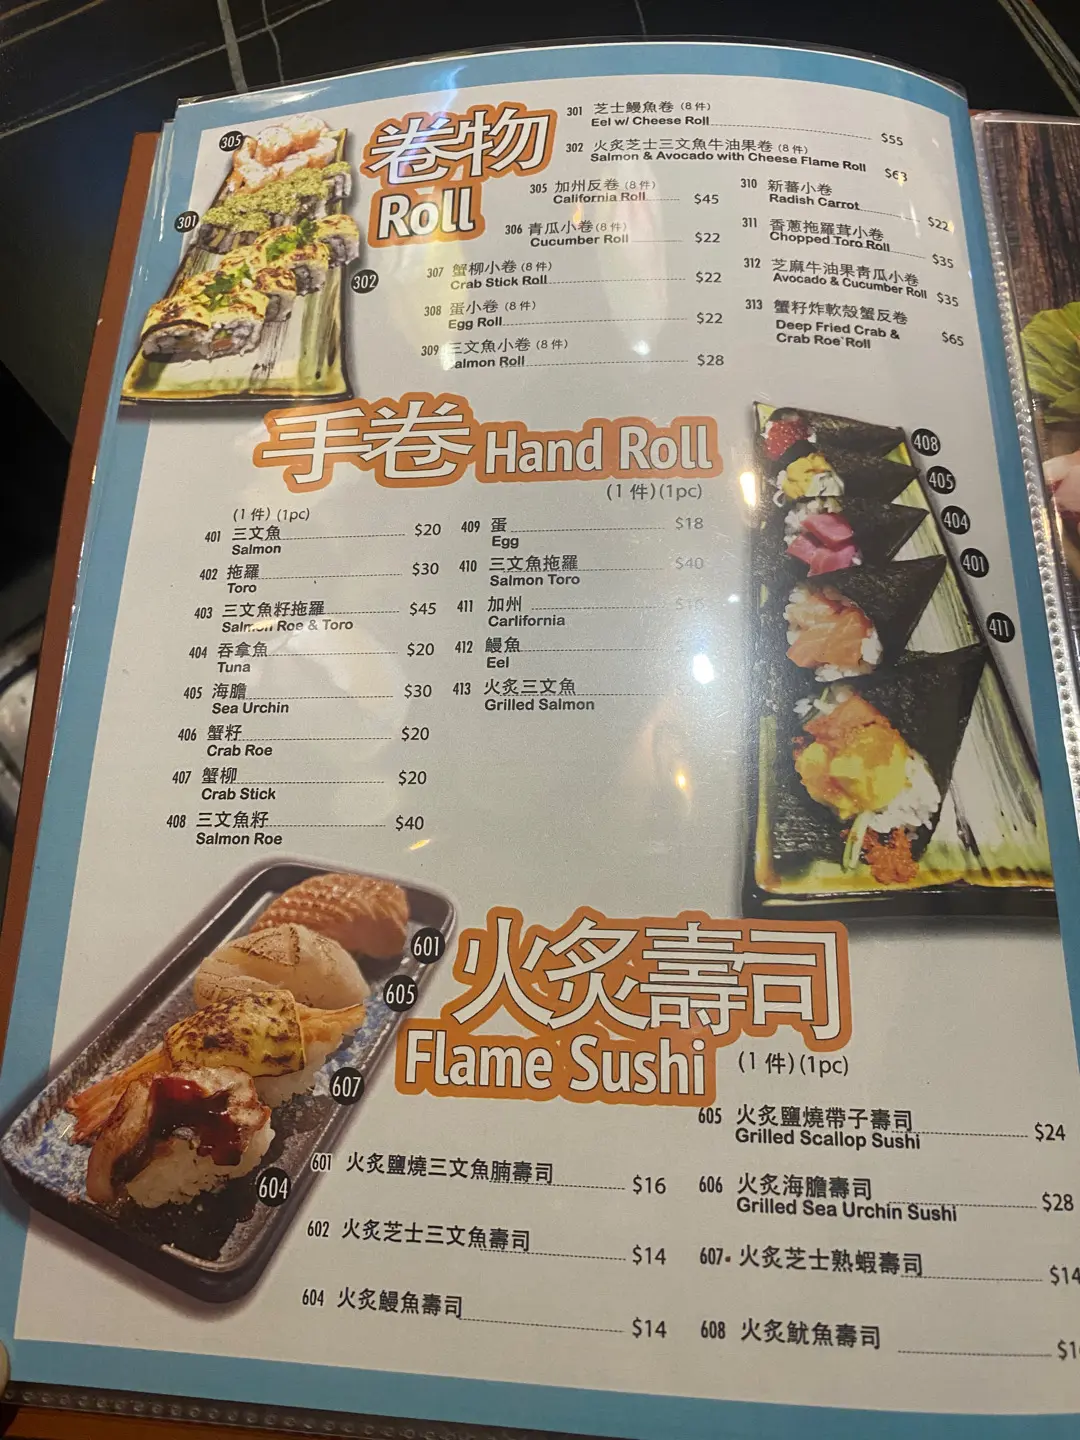 卷物
Roll
305
301
302
301 芝士鰻魚卷 (8 件)
Eel w/ Cheese Roll $55
302 火炙芝士三文魚牛油果卷 (8 件)
Salmon & Avocado with Cheese Flame Roll $63
305 加州反卷 (8 件)
California Roll $45
306 青瓜小卷 (8 件)
Cucumber Roll $22
307 蟹柳小卷 (8 件)
Crab Stick Roll $22
308 蛋小卷 (8 件)
Egg Roll $22
309 三文魚小卷 (8 件)
almon Roll $28
310 新蕃小卷
Radish Carrot $22
311 香蔥拖羅茸小卷
Chopped Toro Roll $35
312 芝麻牛油果青瓜小卷
Avocado & Cucumber Roll $35
313 蟹籽炸軟殼蟹反卷
Deep Fried Crab &
Crab Roe Roll $65
手卷 Hand Roll
(1 件) (1pc)
(1 件) (1pc)
401 三文魚 $20
Salmon
402 拖羅 $30
Toro
403 三文魚籽拖羅 $45
Salmon Roe & Toro
404 吞拿魚 $20
Tuna
405 海膽 $30
Sea Urchin
406 蟹籽 $20
Crab Roe
407 蟹柳 $20
Crab Stick
408 三文魚籽 $40
Salmon Roe
409 蛋 $18
Egg
410 三文魚拖羅 $40
Salmon Toro
411 加州
Carlifornia
412 鰻魚
Eel
413 火炙三文魚
Grilled Salmon
408
405
404
401
411
火炙壽司
Flame Sushi (1 件) (1pc)
601
605
607
604
601 火炙鹽燒三文魚腩壽司 $16
602 火炙芝士三文魚壽司 $14
604 火炙鰻魚壽司 $14
605 火炙鹽燒帶子壽司 $24
Grilled Scallop Sushi
606 火炙海膽壽司 $28
Grilled Sea Urchin Sushi
607 火炙芝士熟蝦壽司 $14
608 火炙魷魚壽司